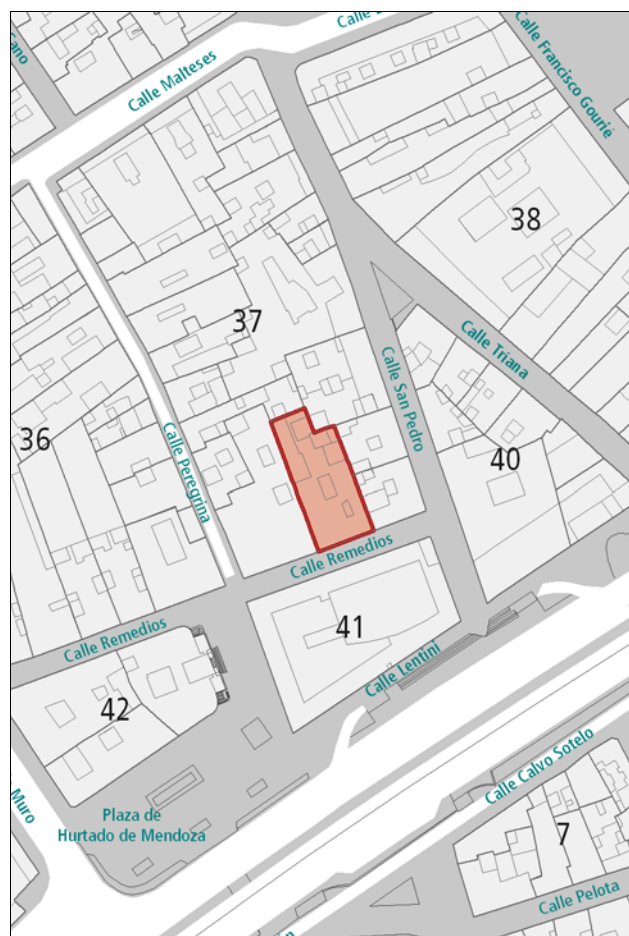 Calle Malteses
Calle Francisco Gourié
38
37
Calle Triana
Calle San Pedro
36
Calle Peregrina
40
Calle Remedios
41
Calle Remedios
Calle Lentini
42
Calle Calvo Sotelo
Muro
Plaza de
Hurtado de Mendoza
7
Calle Pelota